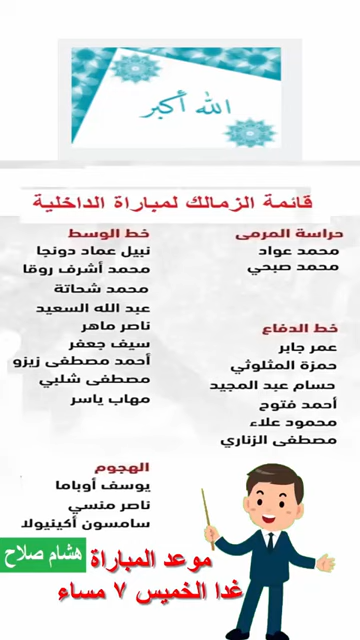 الله أكبر
قائمة الزمالك لمباراة الداخلية
حراسة المرمى
محمد عواد
محمد صبحي
خط الدفاع
عمر جابر
حمزة المثلوثي
حسام عبد المجيد
أحمد فتوح
محمود علاء
مصطفى الزناري
خط الوسط
نبيل عماد دونجا
محمد أشرف روقا
محمد شحاتة
عبد الله السعيد
ناصر ماهر
سيف جعفر
أحمد مصطفى زيزو
مصطفى شلبي
مهاب ياسر
الهجوم
يوسف أوباما
ناصر منسي
سامسون أكينيولا
هشام صلاح
موعد المباراة
غدا الخميس ٧ مساء